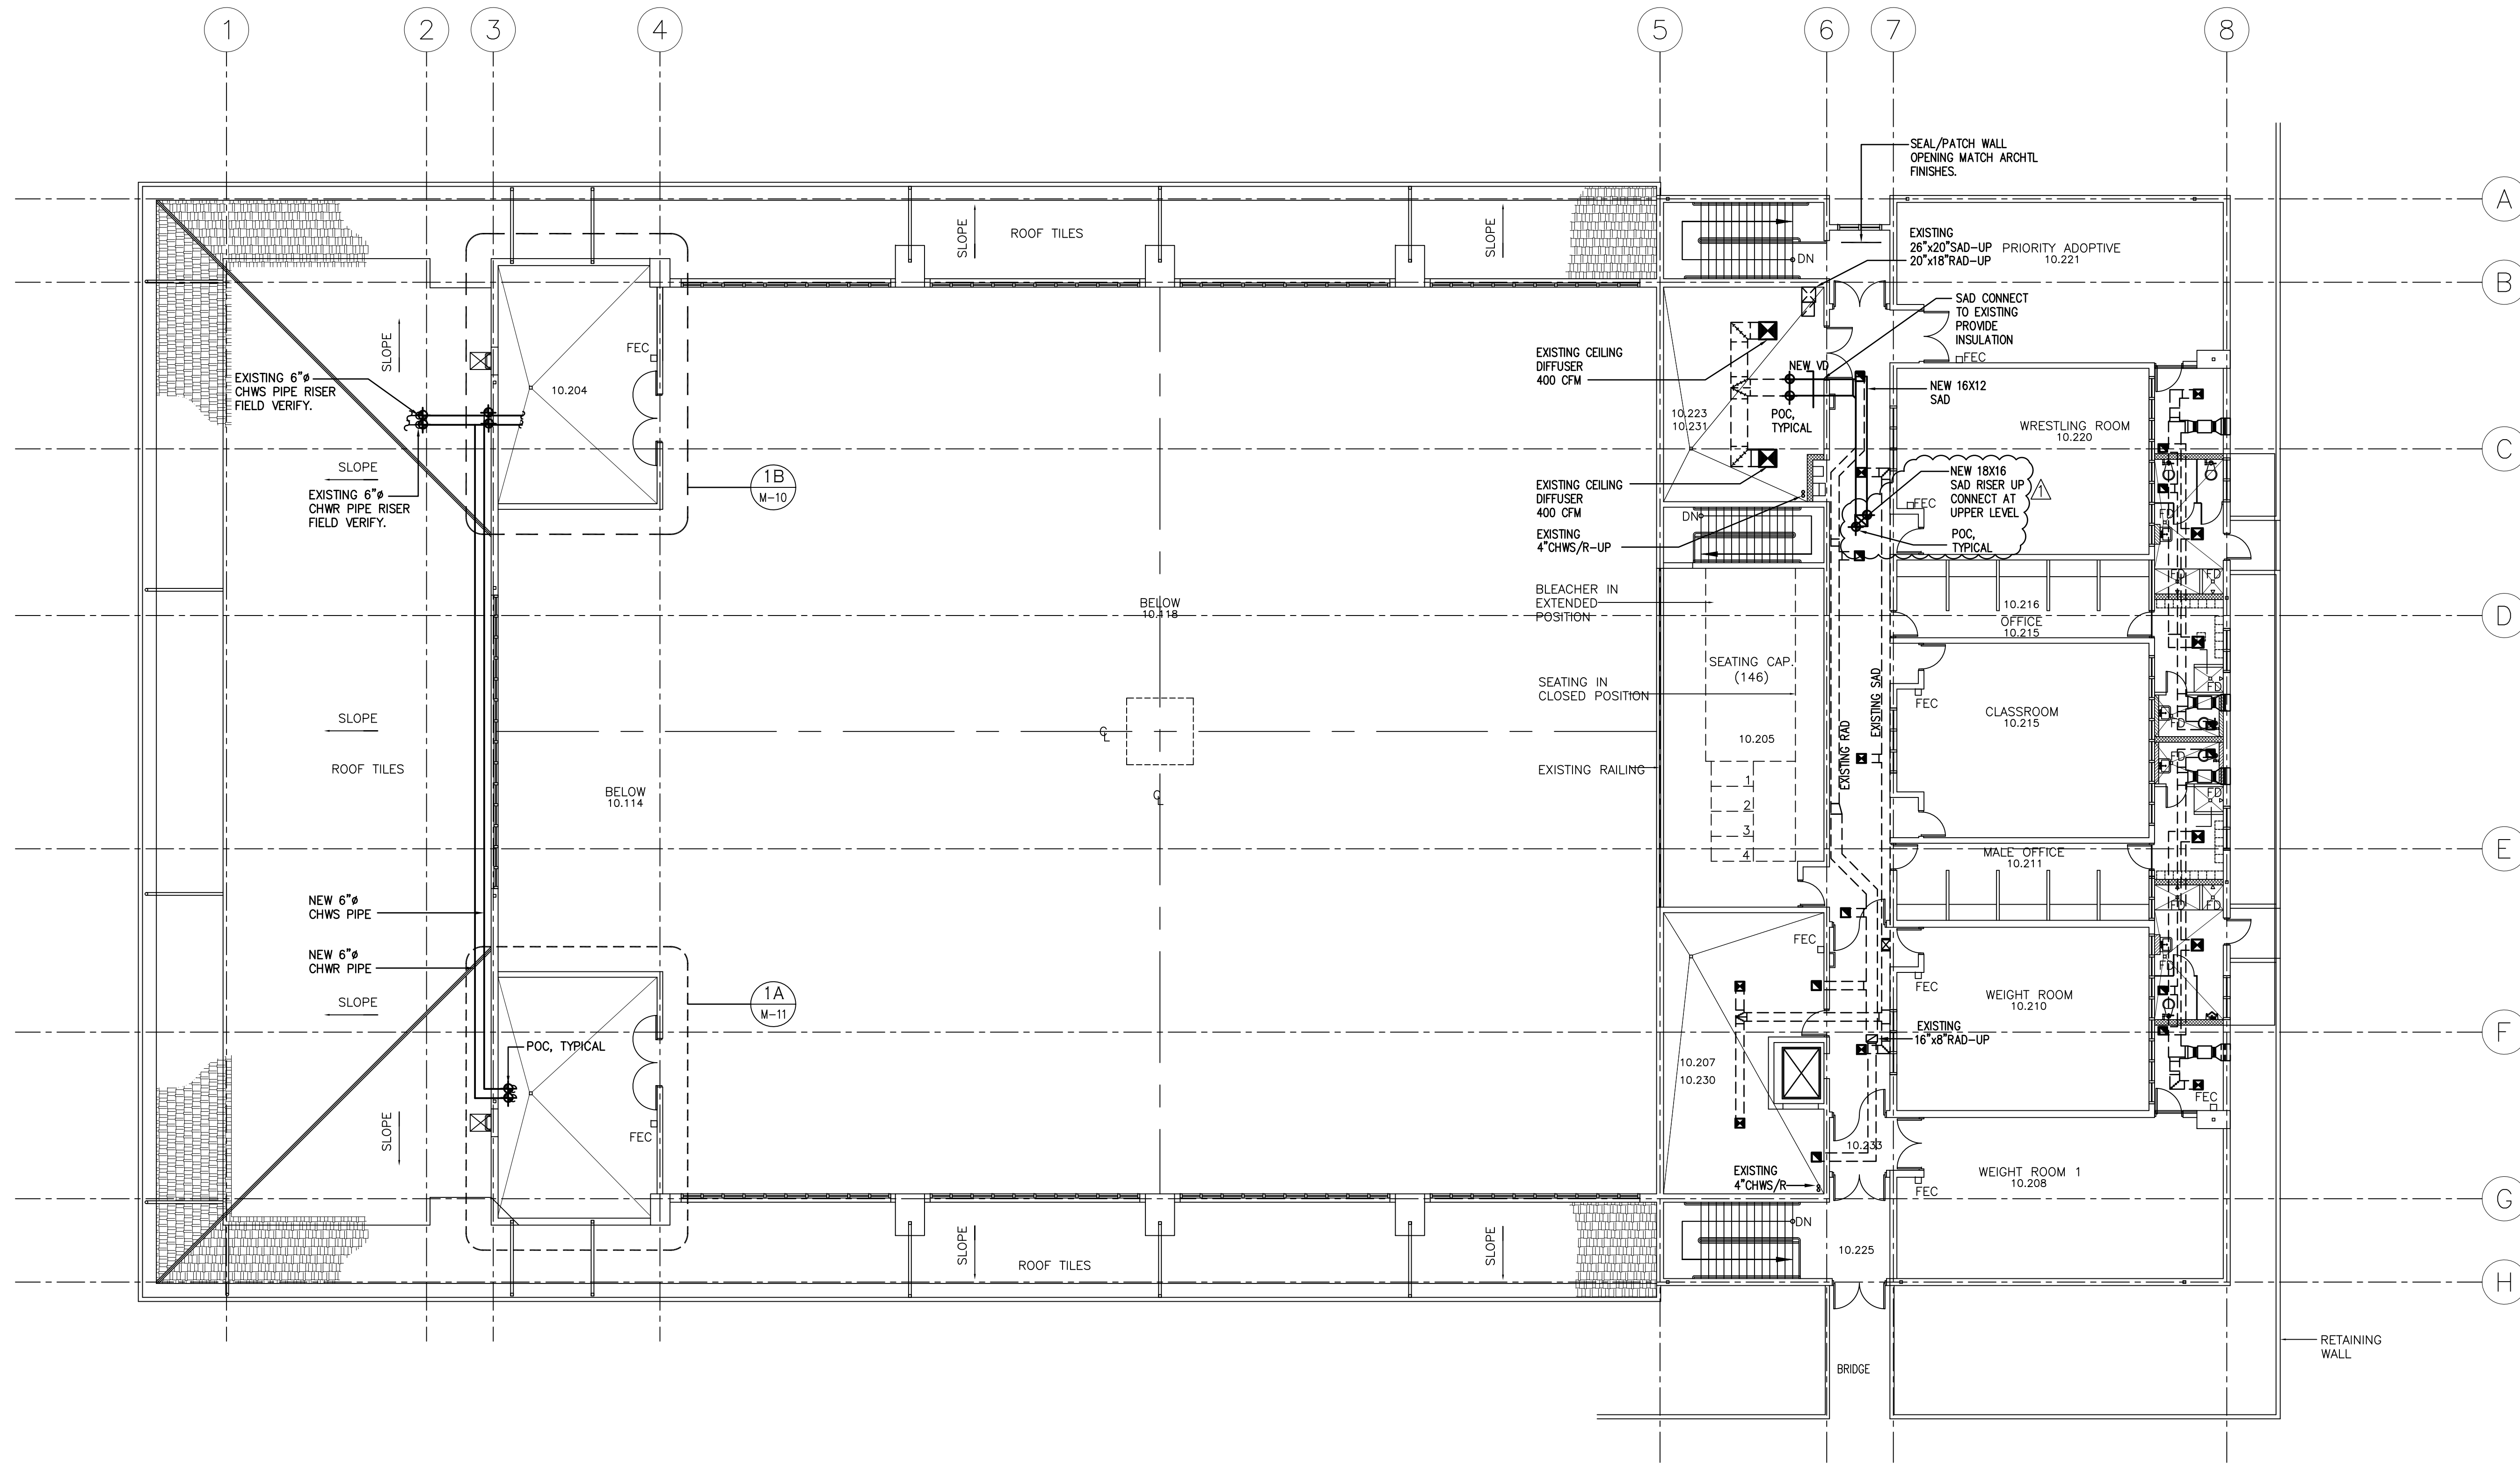 1
2
3
4
5
6
7
8
A
B
C
D
E
F
G
H
SEAL/PATCH WALL
OPENING MATCH ARCHTL
FINISHES.
ROOF TILES
SLOPE
SLOPE
SLOPE
DN
EXISTING
26"x20"SAD-UP
20"x18"RAD-UP
PRIORITY ADOPTIVE
10.221
SAD CONNECT
TO EXISTING
PROVIDE
INSULATION
FEC
FEC
10.204
EXISTING 6"ø
CHWS PIPE RISER
FIELD VERIFY.
EXISTING CEILING
DIFFUSER
400 CFM
NEW VD
NEW 16X12
SAD
10.223
10.231
POC,
TYPICAL
WRESTLING ROOM
10.220
SLOPE
EXISTING 6"ø
CHWR PIPE RISER
FIELD VERIFY.
1B
M-10
EXISTING CEILING
DIFFUSER
400 CFM
NEW 18X16
SAD RISER UP
CONNECT AT
UPPER LEVEL
1
FEC
POC,
TYPICAL
FD
DN
EXISTING
4"CHWS/R-UP
FD
FD
BLEACHER IN
EXTENDED
POSITION
BELOW
10.118
10.216
OFFICE
10.215
SEATING CAP.
(146)
SEATING IN
CLOSED POSITION
EXISTING SAD
EXISTING RAD
FEC
FD
CLASSROOM
10.215
FD
SLOPE
℄
10.205
ROOF TILES
EXISTING RAILING
FD
FD
1
2
3
4
BELOW
10.114
℄
MALE OFFICE
10.211
FD
FD
NEW 6"ø
CHWS PIPE
NEW 6"ø
CHWR PIPE
FEC
FD
SLOPE
1A
M-11
FEC
WEIGHT ROOM
10.210
EXISTING
16"x8"RAD-UP
POC, TYPICAL
10.207
10.230
FEC
SLOPE
FEC
10.233
EXISTING
4"CHWS/R
WEIGHT ROOM 1
10.208
FEC
DN
SLOPE
SLOPE
ROOF TILES
10.225
RETAINING
WALL
BRIDGE